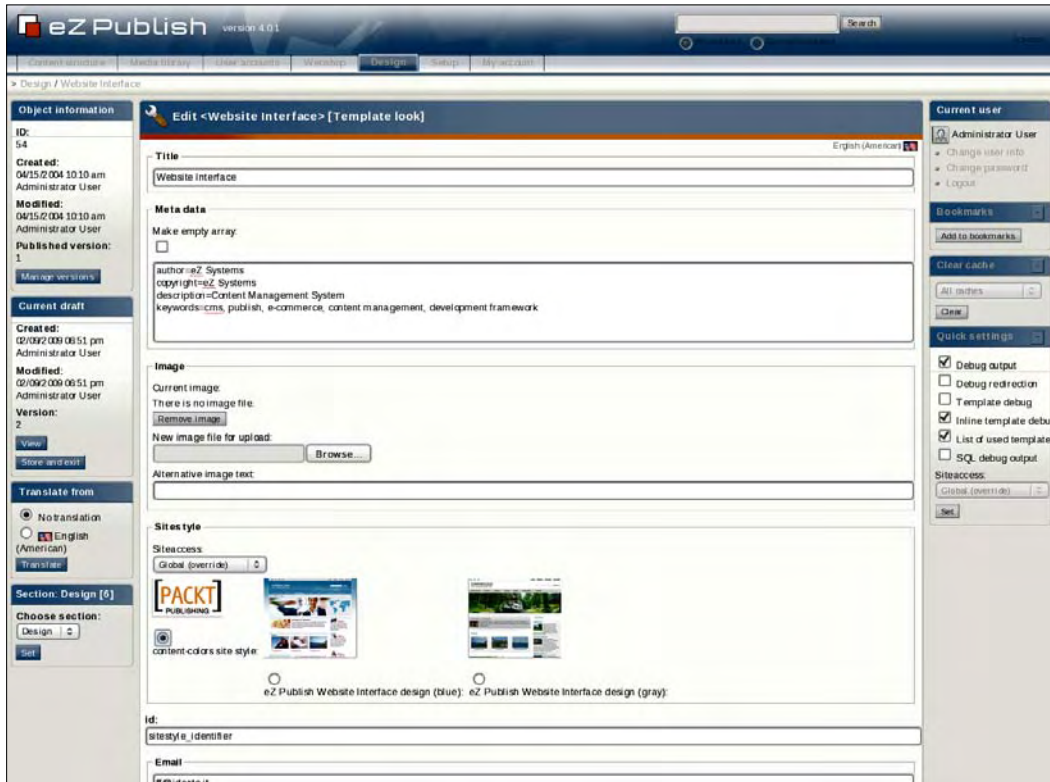 eZ Publish version 4.0.1
Search
Content structure Media library User accounts Webshop Design Setup My account
> Design / Website Interface
Object information
ID:
54
Created:
04/15/2004 10:10 am
Administrator User
Modified:
04/15/2004 10:10 am
Administrator User
Published version:
1
Manage versions
Current draft
Created:
02/09/2009 06:51 pm
Administrator User
Modified:
02/09/2009 06:51 pm
Administrator User
Version:
2
View
Store and exit
Translate from
No translation
English
(American)
Translate
Section: Design [6]
Choose section:
Design
Set
Edit <Website Interface> [Template look]
English (American)
Title
Website Interface
Meta data
Make empty array:
author=eZ Systems
copyright=eZ Systems
description=Content Management System
keywords=cms, publish, e-commerce, content management, development framework
Image
Current image:
There is no image file.
Remove image
New image file for upload:
Browse...
Alternative image text:
Sitestyle
Siteaccess:
Global (override)
[PACKT]
PUBLISHING
content-colors site style:
eZ Publish Website Interface design (blue): eZ Publish Website Interface design (gray):
id:
sitestyle_identifier
Email
Current user
Administrator User
Change user info
Change password
Logout
Bookmarks
Add to bookmarks
Clear cache
All caches
Clear
Quick settings
Debug output
Debug redirection
Template debug
Inline template debu
List of used template
SQL debug output
Siteaccess:
Global (override)
Set